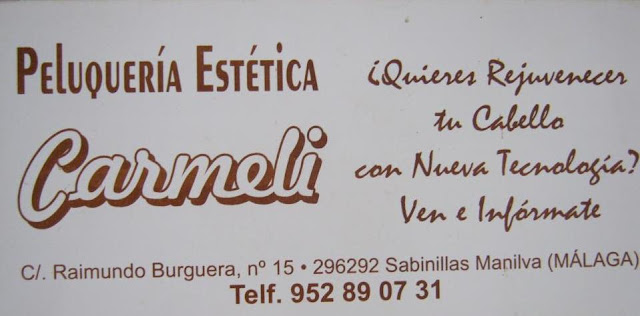 Peluquería Estética
Carmeli
¿Quieres Rejuvenecer
tu Cabello
con Nueva Tecnología?
Ven e Infórmate
C/. Raimundo Burguera, nº 15 • 296292 Sabinillas Manilva (MÁLAGA)
Telf. 952 89 07 31